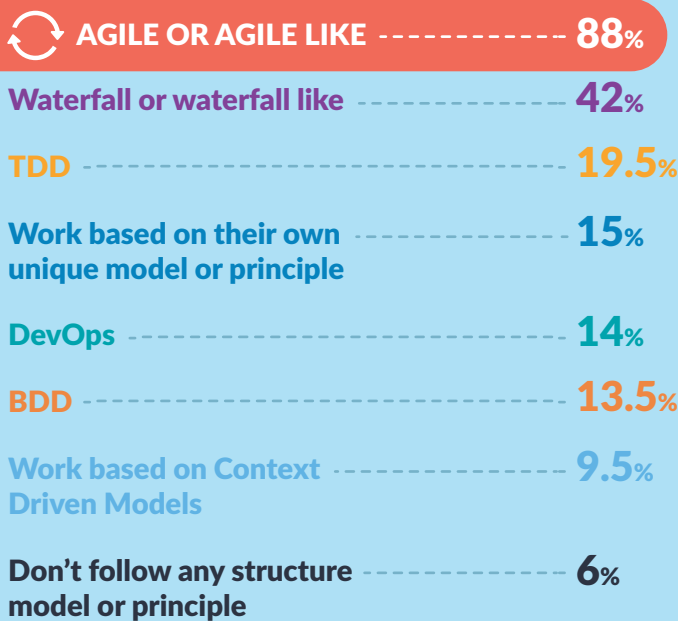 AGILE OR AGILE LIKE 88%
Waterfall or waterfall like 42%
TDD 19.5%
Work based on their own 15%
unique model or principle
DevOps 14%
BDD 13.5%
Work based on Context 9.5%
Driven Models
Don't follow any structure 6%
model or principle